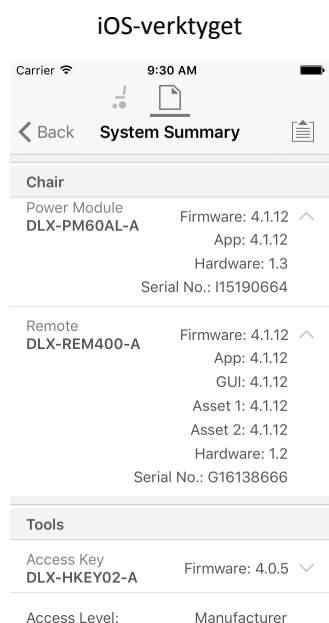 iOS-verktyget
Carrier 9:30 AM
Back System Summary
Chair
Power Module
DLX-PM60AL-A
Firmware: 4.1.12
App: 4.1.12
Hardware: 1.3
Serial No.: I15190664
Remote
DLX-REM400-A
Firmware: 4.1.12
App: 4.1.12
GUI: 4.1.12
Asset 1: 4.1.12
Asset 2: 4.1.12
Hardware: 1.2
Serial No.: G16138666
Tools
Access Key
DLX-HKEY02-A
Firmware: 4.0.5
Access Level: Manufacturer